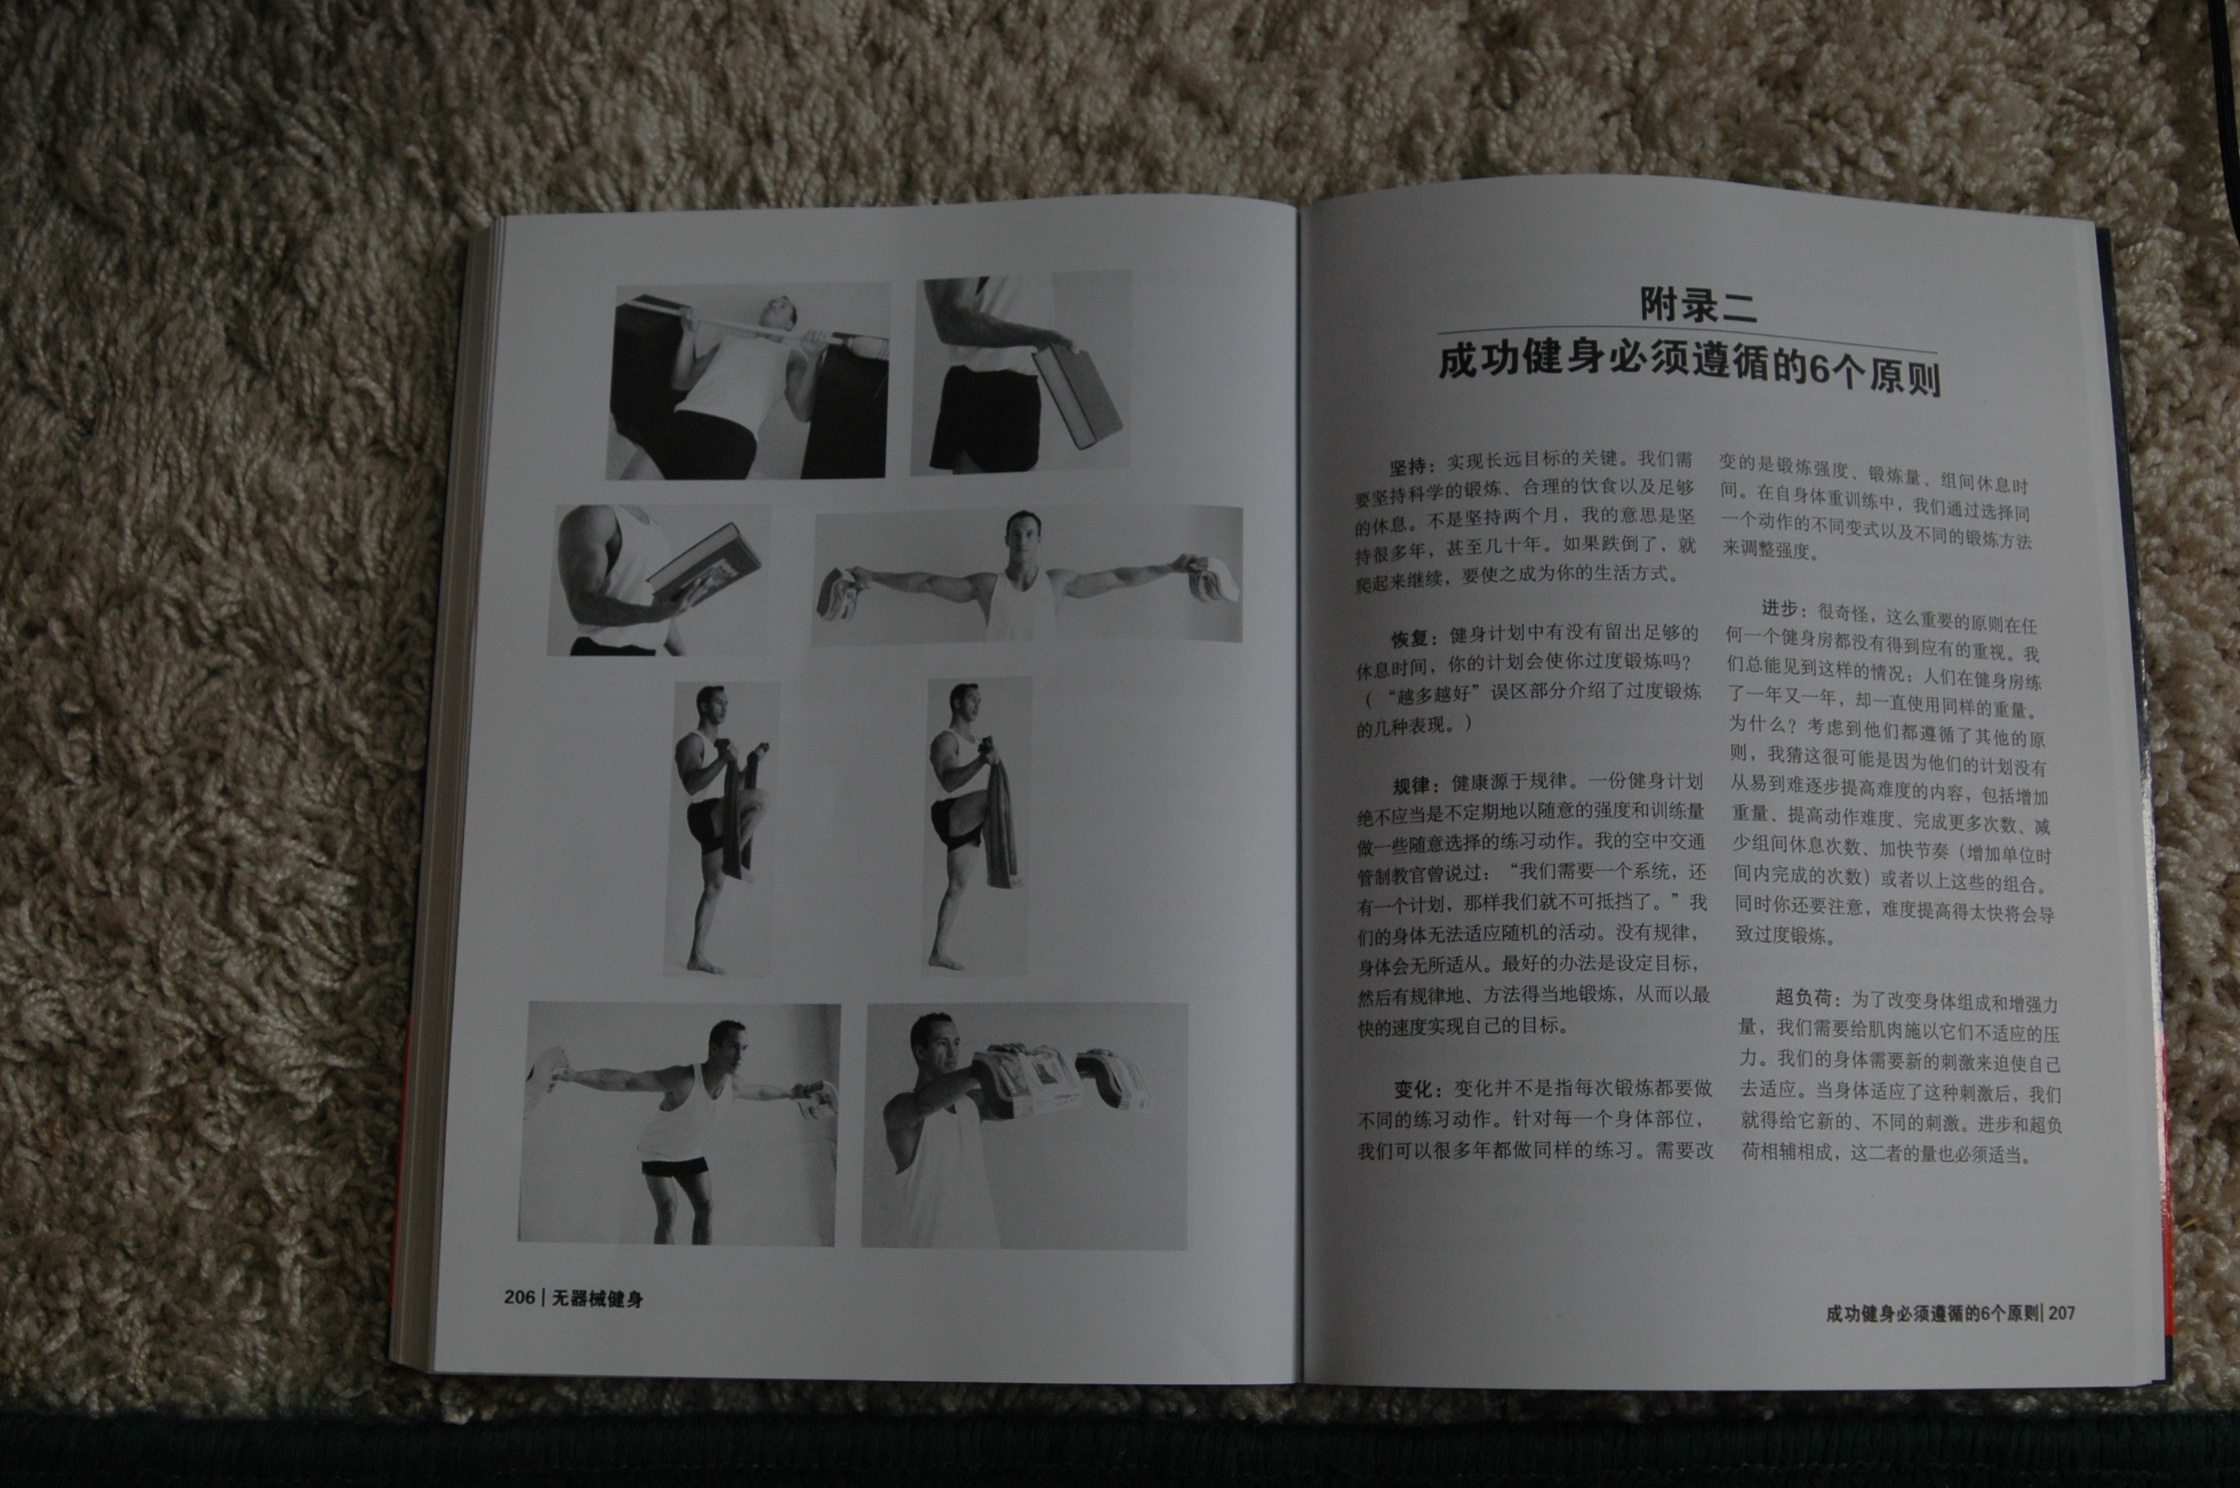 206 | 无器械健身
附录二
成功健身必须遵循的6个原则
坚持：实现长远目标的关键。我们需
要坚持科学的锻炼、合理的饮食以及足够
的休息。不是坚持两个月，我的意思是坚
持很多年，甚至几十年。如果跌倒了，就
爬起来继续，要使之成为你的生活方式。
恢复：健身计划中有没有留出足够的
休息时间，你的计划会使你过度锻炼吗？
（“越多越好”误区部分介绍了过度锻炼
的几种表现。）
规律：健康源于规律。一份健身计划
绝不应当是不定期地以随意的强度和训练量
做一些随意选择的练习动作。我的空中交通
管制教官曾说过：“我们需要一个系统，还
有一个计划，那样我们就不可抵挡了。”我
们的身体无法适应随机的活动。没有规律，
身体会无所适从。最好的办法是设定目标，
然后有规律地、方法得当地锻炼，从而以最
快的速度实现自己的目标。
变化：变化并不是指每次锻炼都要做
不同的练习动作。针对每一个身体部位，
我们可以很多年都做同样的练习。需要改
变的是锻炼强度、锻炼量、组间休息时
间。在自身体重训练中，我们通过选择同
一个动作的不同变式以及不同的锻炼方法
来调整强度。
进步：很奇怪，这么重要的原则在任
何一个健身房都没有得到应有的重视。我
们总能见到这样的情况：人们在健身房练
了一年又一年，却一直使用同样的重量。
为什么？考虑到他们都遵循了其他的原
则，我猜这很可能是因为他们的计划没有
从易到难逐步提高难度的内容，包括增加
重量、提高动作难度、完成更多次数、减
少组间休息次数、加快节奏（增加单位时
间内完成的次数）或者以上这些的组合。
同时你还要注意，难度提高得太快将会导
致过度锻炼。
超负荷：为了改变身体组成和增强力
量，我们需要给肌肉施以它们不适应的压
力。我们的身体需要新的刺激来迫使自己
去适应。当身体适应了这种刺激后，我们
就得给它新的、不同的刺激。进步和超负
荷相辅相成，这二者的量也必须适当。
成功健身必须遵循的6个原则 | 207